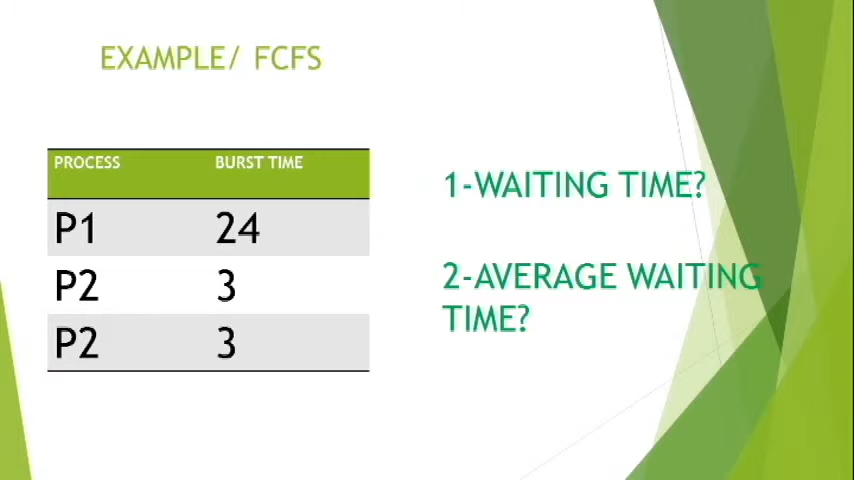 EXAMPLE/ FCFS
PROCESS BURST TIME
P1 24
P2 3
P2 3
1-WAITING TIME?
2-AVERAGE WAITING
TIME?